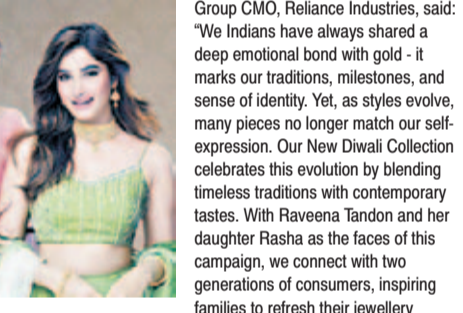 Group CMO, Reliance Industries, said:
“We Indians have always shared a
deep emotional bond with gold - it
marks our traditions, milestones, and
sense of identity. Yet, as styles evolve,
many pieces no longer match our self-
expression. Our New Diwali Collection
celebrates this evolution by blending
timeless traditions with contemporary
tastes. With Raveena Tandon and her
daughter Rasha as the faces of this
campaign, we connect with two
generations of consumers, inspiring
families to refresh their jewellery